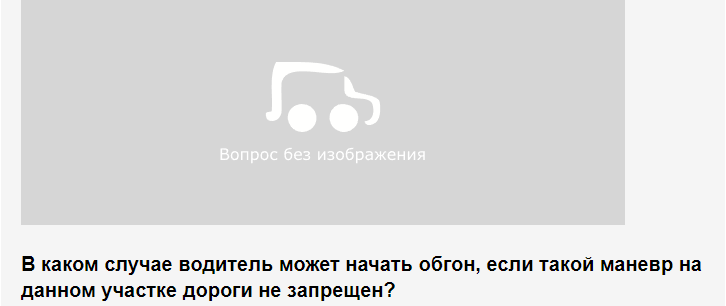 Вопрос без изображения
В каком случае водитель может начать обгон, если такой маневр на
данном участке дороги не запрещен?